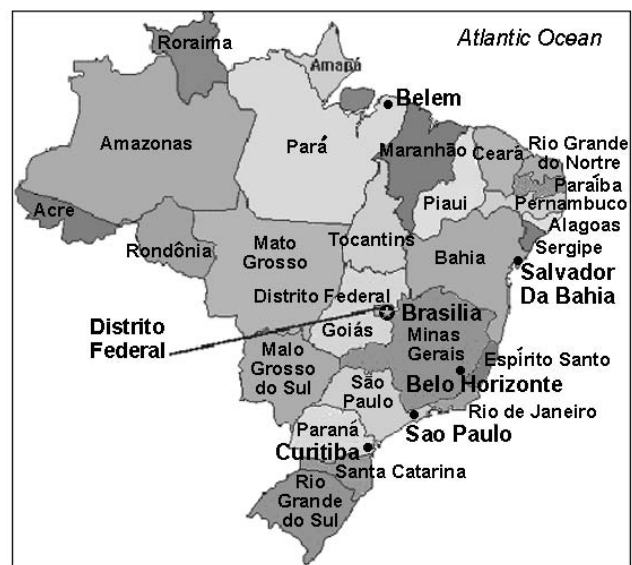 Roraima
Atlantic Ocean
Amapá
Belem
Amazonas
Pará
Maranhão
Ceará
Rio Grande
do Nortre
Paraíba
Pernambuco
Piaui
Alagoas
Acre
Rondônia
Mato
Grosso
Tocantins
Bahia
Sergipe
Salvador
Da Bahia
Distrito Federal
Distrito
Federal
Brasilia
Goiás
Minas
Gerais
Malo
Grosso
do Sul
Espírito Santo
Belo Horizonte
São
Paulo
Rio de Janeiro
Sao Paulo
Paraná
Curitiba
Santa Catarina
Rio
Grande
do Sul